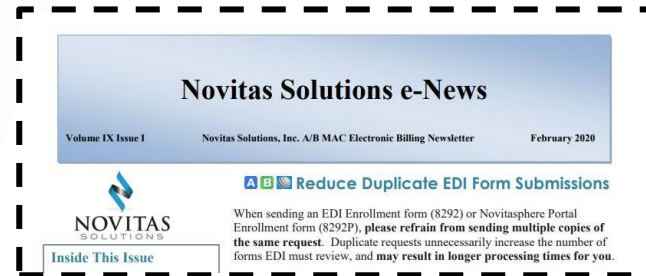 Novitas Solutions e-News
Volume IX Issue I Novitas Solutions, Inc. A/B MAC Electronic Billing Newsletter February 2020
NOVITAS
SOLUTIONS
Inside This Issue
A B Reduce Duplicate EDI Form Submissions
When sending an EDI Enrollment form (8292) or Novitasphere Portal
Enrollment form (8292P), please refrain from sending multiple copies of
the same request. Duplicate requests unnecessarily increase the number of
forms EDI must review, and may result in longer processing times for you.